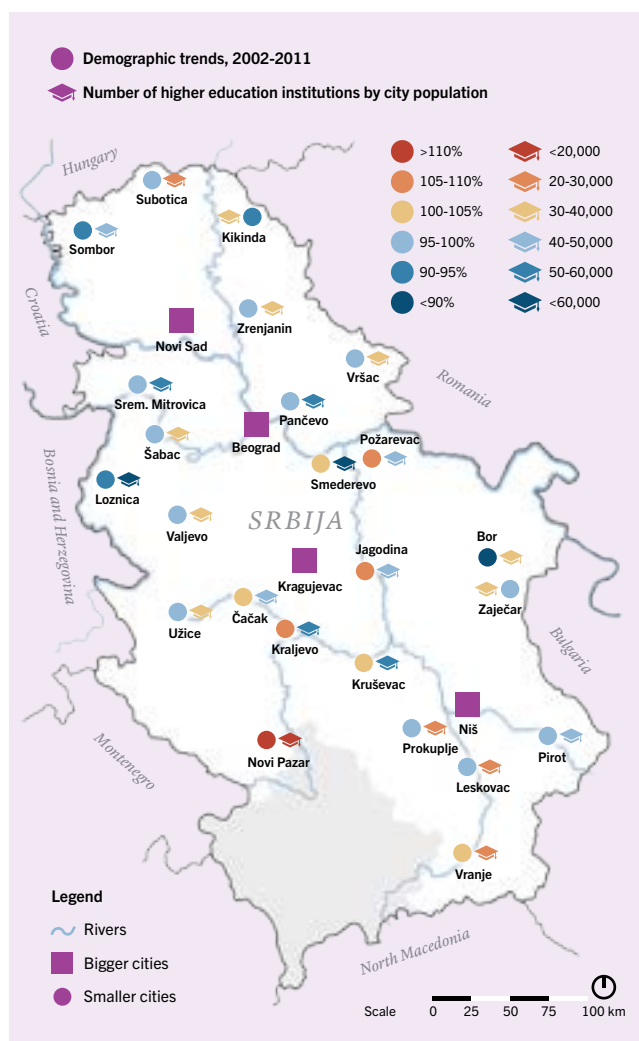 Demographic trends, 2002-2011
Number of higher education institutions by city population
>110%
<20,000
105-110%
20-30,000
100-105%
30-40,000
95-100%
40-50,000
90-95%
50-60,000
<90%
<60,000
Hungary
Subotica
Kikinda
Sombor
Croatia
Zrenjanin
Novi Sad
Vršac
Romania
Srem. Mitrovica
Pančevo
Beograd
Požarevac
Šabac
Smederevo
Loznica
Bosnia and Herzegovina
SRBIJA
Valjevo
Bor
Jagodina
Kragujevac
Zaječar
Čačak
Užice
Kraljevo
Bulgaria
Kruševac
Niš
Prokuplje
Pirot
Novi Pazar
Montenegro
Leskovac
Vranje
North Macedonia
Legend
Rivers
Bigger cities
Smaller cities
Scale
0 25 50 75 100 km